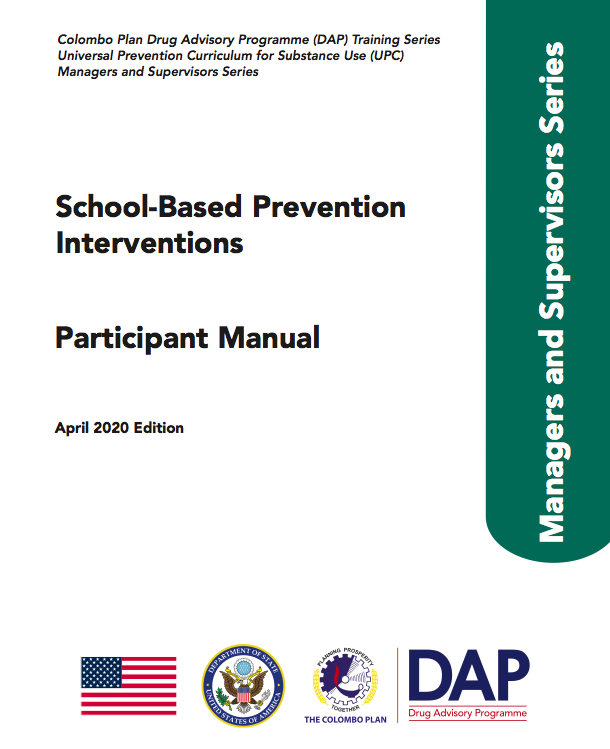 Colombo Plan Drug Advisory Programme (DAP) Training Series
Universal Prevention Curriculum for Substance Use (UPC)
Managers and Supervisors Series
School-Based Prevention
Interventions
Participant Manual
April 2020 Edition
Managers and Supervisors Series
DEPARTMENT OF STATE
UNITED STATES OF AMERICA
PLANNING PROSPERITY
TOGETHER
THE COLOMBO PLAN
DAP
Drug Advisory Programme